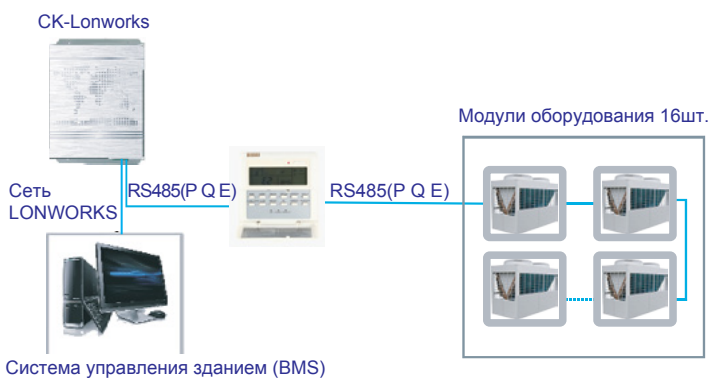 CK-Lonworks
Модули оборудования 16шт.
Сеть
LONWORKS
RS485(P Q E)
RS485(P Q E)
Система управления зданием (BMS)